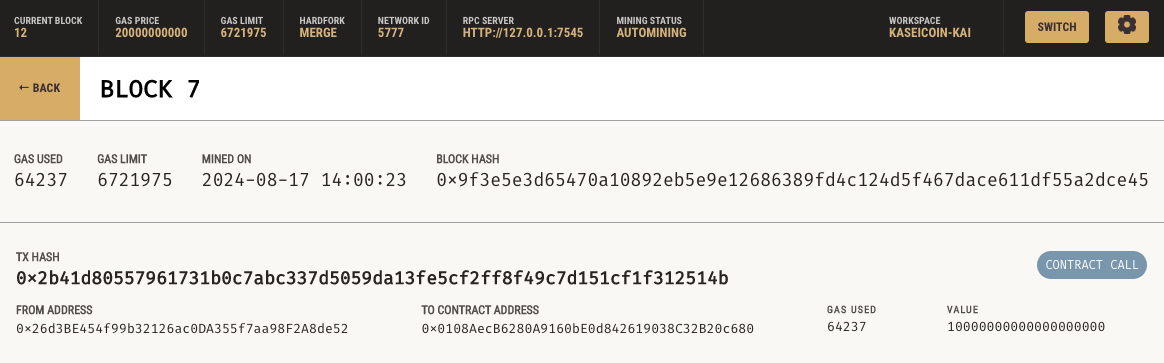 CURRENT BLOCK GAS PRICE GAS LIMIT HARDFORK NETWORK ID RPC SERVER MINING STATUS WORKSPACE
12 20000000000 6721975 MERGE 5777 HTTP://127.0.0.1:7545 AUTOMINING KASEICOIN-KAI SWITCH
← BACK BLOCK 7
GAS USED GAS LIMIT MINED ON BLOCK HASH
64237 6721975 2024-08-17 14:00:23 0×9f3e5e3d65470a10892eb5e9e12686389fd4c124d5f467dace611df55a2dce45
TX HASH
0×2b41d80557961731b0c7abc337d5059da13fe5cf2ff8f49c7d151cf1f312514b CONTRACT CALL
FROM ADDRESS TO CONTRACT ADDRESS GAS USED VALUE
0×26d3BE454f99b32126ac0DA355f7aa98F2A8de52 0×0108AecB6280A9160bE0d842619038C32B20c680 64237 10000000000000000000